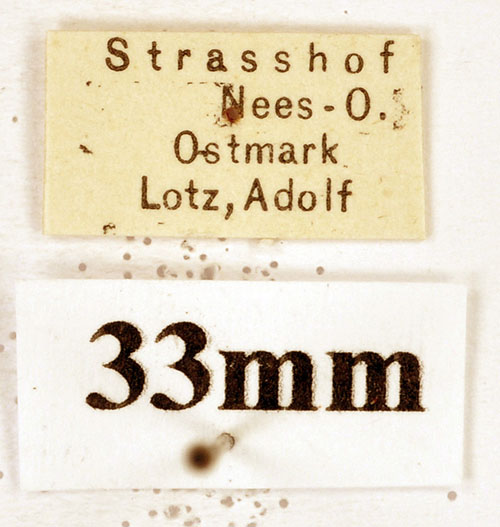 Strasshof
Nees-O.
Ostmark
Lotz, Adolf
33mm